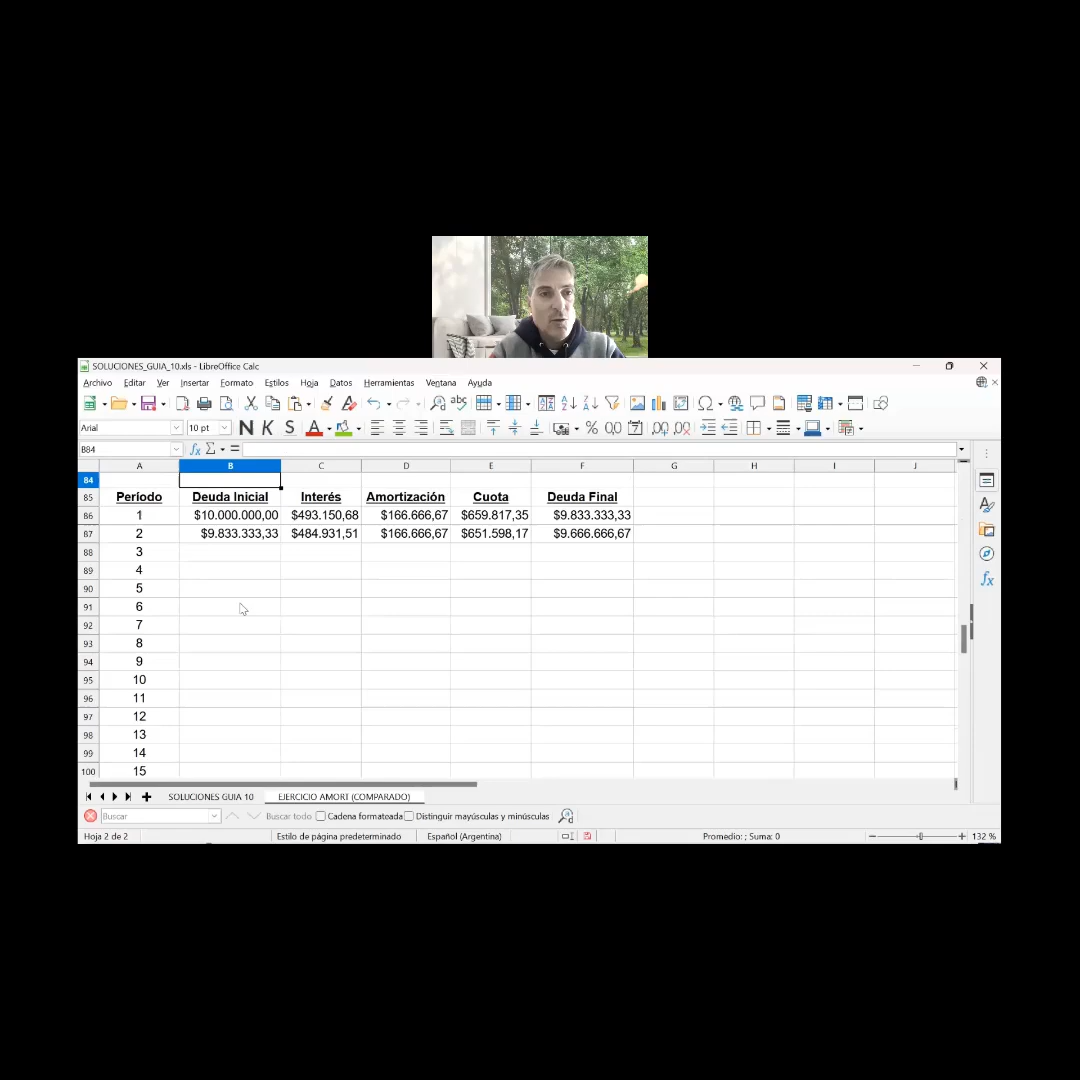 SOLUCIONES_GUIA_10.xls - LibreOffice Calc
Archivo Editar Ver Insertar Formato Estilos Hoja Datos Herramientas Ventana Ayuda
Arial 10 pt N K S
B84
A B C D E F G H I J
84
85 Período Deuda Inicial Interés Amortización Cuota Deuda Final
86 1 $10.000.000,00 $493.150,68 $166.666,67 $659.817,35 $9.833.333,33
87 2 $9.833.333,33 $484.931,51 $166.666,67 $651.598,17 $9.666.666,67
88 3
89 4
90 5
91 6
92 7
93 8
94 9
95 10
96 11
97 12
98 13
99 14
100 15
SOLUCIONES GUIA 10 EJERCICIO AMORT (COMPARADO)
Buscar Buscar todo Cadena formateada Distinguir mayúsculas y minúsculas
Hoja 2 de 2 Estilo de página predeterminado Español (Argentina) Promedio: ; Suma: 0 132 %